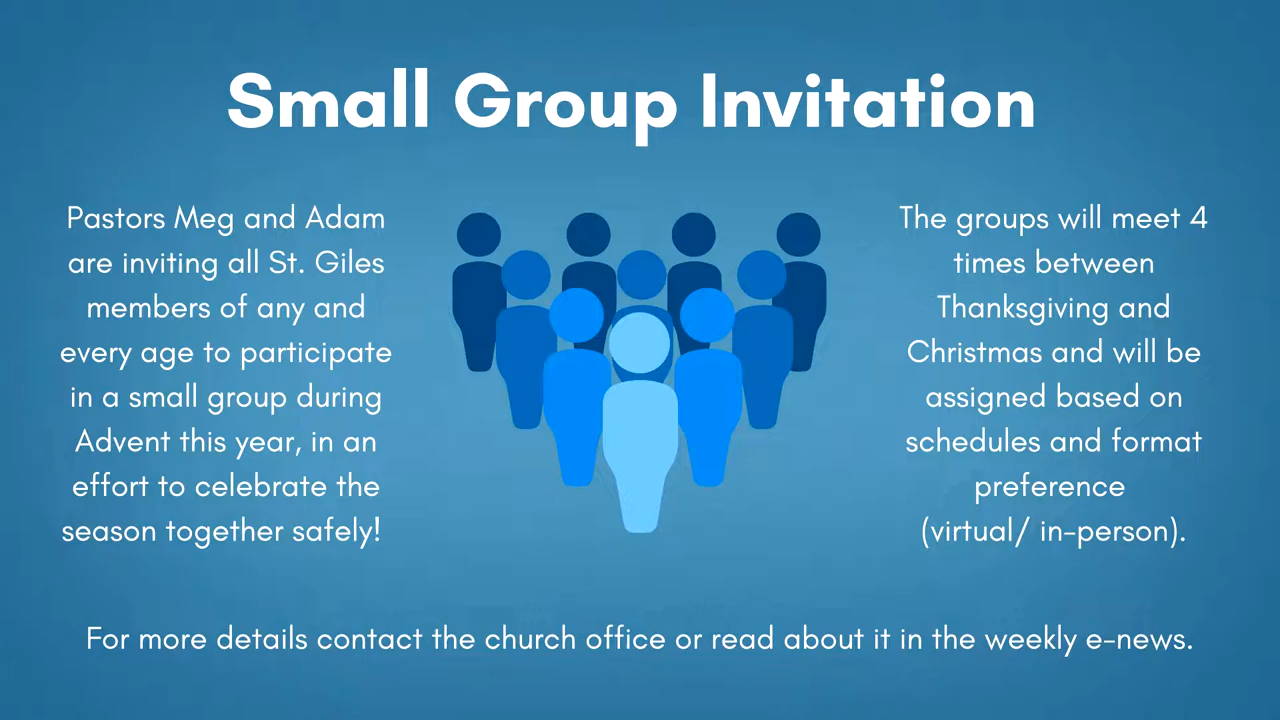 Small Group Invitation
Pastors Meg and Adam
are inviting all St. Giles
members of any and
every age to participate
in a small group during
Advent this year, in an
effort to celebrate the
season together safely!
The groups will meet 4
times between
Thanksgiving and
Christmas and will be
assigned based on
schedules and format
preference
(virtual/ in-person).
For more details contact the church office or read about it in the weekly e-news.